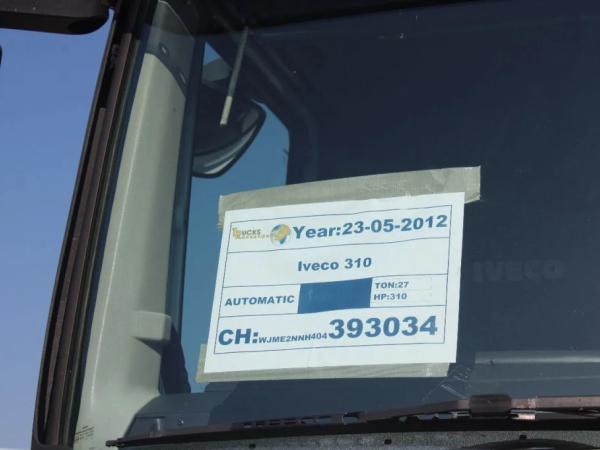 TRUCKS
Year:23-05-2012
Iveco 310
AUTOMATIC
TON:27
HP:310
CH:WJME2NNH404393034
IVECO